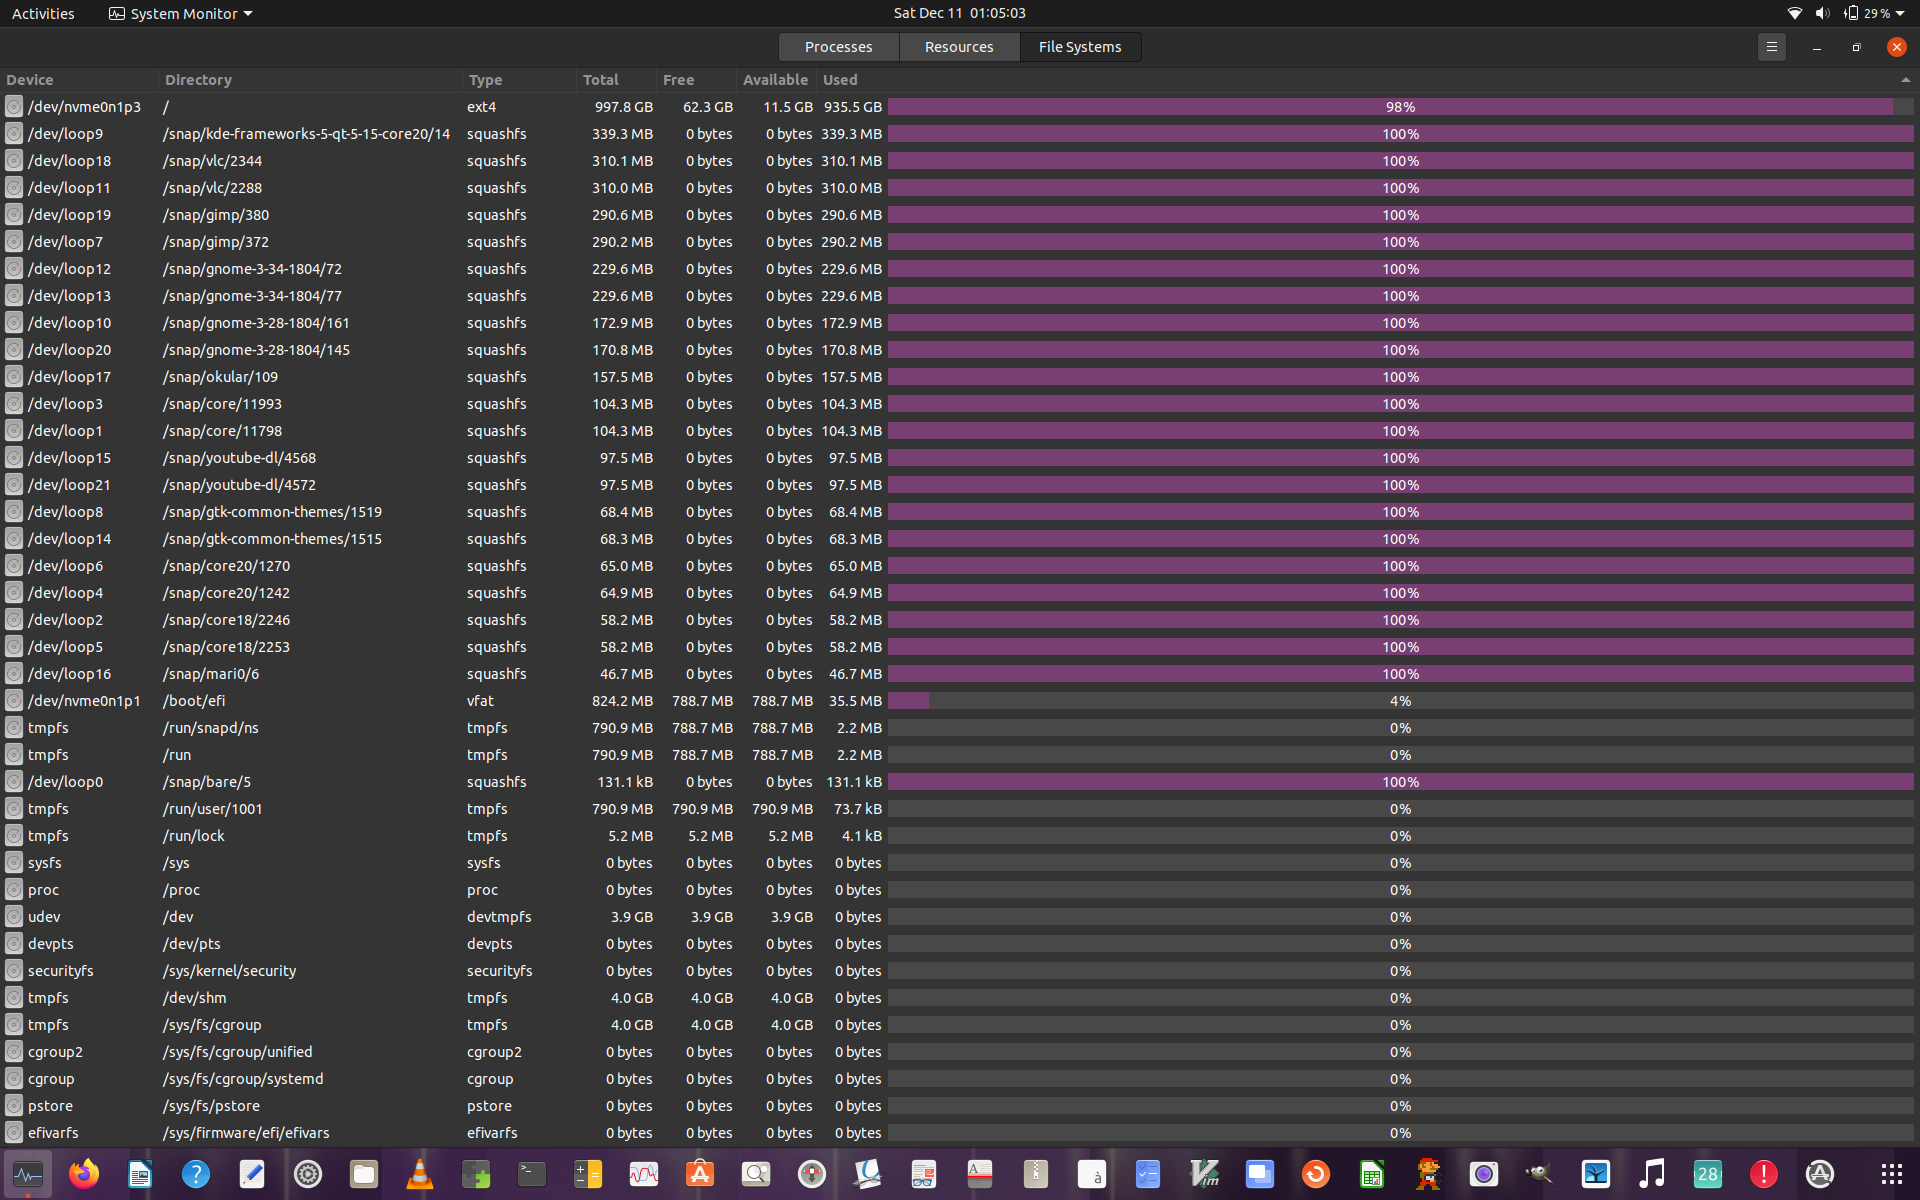 Activities System Monitor Sat Dec 11 01:05:03 29 %
Processes Resources File Systems
Device Directory Type Total Free Available Used
/dev/nvme0n1p3 / ext4 997.8 GB 62.3 GB 11.5 GB 935.5 GB 98%
/dev/loop9 /snap/kde-frameworks-5-qt-5-15-core20/14 squashfs 339.3 MB 0 bytes 0 bytes 339.3 MB 100%
/dev/loop18 /snap/vlc/2344 squashfs 310.1 MB 0 bytes 0 bytes 310.1 MB 100%
/dev/loop11 /snap/vlc/2288 squashfs 310.0 MB 0 bytes 0 bytes 310.0 MB 100%
/dev/loop19 /snap/gimp/380 squashfs 290.6 MB 0 bytes 0 bytes 290.6 MB 100%
/dev/loop7 /snap/gimp/372 squashfs 290.2 MB 0 bytes 0 bytes 290.2 MB 100%
/dev/loop12 /snap/gnome-3-34-1804/72 squashfs 229.6 MB 0 bytes 0 bytes 229.6 MB 100%
/dev/loop13 /snap/gnome-3-34-1804/77 squashfs 229.6 MB 0 bytes 0 bytes 229.6 MB 100%
/dev/loop10 /snap/gnome-3-28-1804/161 squashfs 172.9 MB 0 bytes 0 bytes 172.9 MB 100%
/dev/loop20 /snap/gnome-3-28-1804/145 squashfs 170.8 MB 0 bytes 0 bytes 170.8 MB 100%
/dev/loop17 /snap/okular/109 squashfs 157.5 MB 0 bytes 0 bytes 157.5 MB 100%
/dev/loop3 /snap/core/11993 squashfs 104.3 MB 0 bytes 0 bytes 104.3 MB 100%
/dev/loop1 /snap/core/11798 squashfs 104.3 MB 0 bytes 0 bytes 104.3 MB 100%
/dev/loop15 /snap/youtube-dl/4568 squashfs 97.5 MB 0 bytes 0 bytes 97.5 MB 100%
/dev/loop21 /snap/youtube-dl/4572 squashfs 97.5 MB 0 bytes 0 bytes 97.5 MB 100%
/dev/loop8 /snap/gtk-common-themes/1519 squashfs 68.4 MB 0 bytes 0 bytes 68.4 MB 100%
/dev/loop14 /snap/gtk-common-themes/1515 squashfs 68.3 MB 0 bytes 0 bytes 68.3 MB 100%
/dev/loop6 /snap/core20/1270 squashfs 65.0 MB 0 bytes 0 bytes 65.0 MB 100%
/dev/loop4 /snap/core20/1242 squashfs 64.9 MB 0 bytes 0 bytes 64.9 MB 100%
/dev/loop2 /snap/core18/2246 squashfs 58.2 MB 0 bytes 0 bytes 58.2 MB 100%
/dev/loop5 /snap/core18/2253 squashfs 58.2 MB 0 bytes 0 bytes 58.2 MB 100%
/dev/loop16 /snap/mari0/6 squashfs 46.7 MB 0 bytes 0 bytes 46.7 MB 100%
/dev/nvme0n1p1 /boot/efi vfat 824.2 MB 788.7 MB 788.7 MB 35.5 MB 4%
tmpfs /run/snapd/ns tmpfs 790.9 MB 788.7 MB 788.7 MB 2.2 MB 0%
tmpfs /run tmpfs 790.9 MB 788.7 MB 788.7 MB 2.2 MB 0%
/dev/loop0 /snap/bare/5 squashfs 131.1 kB 0 bytes 0 bytes 131.1 kB 100%
tmpfs /run/user/1001 tmpfs 790.9 MB 790.9 MB 790.9 MB 73.7 kB 0%
tmpfs /run/lock tmpfs 5.2 MB 5.2 MB 5.2 MB 4.1 kB 0%
sysfs /sys sysfs 0 bytes 0 bytes 0 bytes 0 bytes 0%
proc /proc proc 0 bytes 0 bytes 0 bytes 0 bytes 0%
udev /dev devtmpfs 3.9 GB 3.9 GB 3.9 GB 0 bytes 0%
devpts /dev/pts devpts 0 bytes 0 bytes 0 bytes 0 bytes 0%
securityfs /sys/kernel/security securityfs 0 bytes 0 bytes 0 bytes 0 bytes 0%
tmpfs /dev/shm tmpfs 4.0 GB 4.0 GB 4.0 GB 0 bytes 0%
tmpfs /sys/fs/cgroup tmpfs 4.0 GB 4.0 GB 4.0 GB 0 bytes 0%
cgroup2 /sys/fs/cgroup/unified cgroup2 0 bytes 0 bytes 0 bytes 0 bytes 0%
cgroup /sys/fs/cgroup/systemd cgroup 0 bytes 0 bytes 0 bytes 0 bytes 0%
pstore /sys/fs/pstore pstore 0 bytes 0 bytes 0 bytes 0 bytes 0%
efivarfs /sys/firmware/efi/efivars efivarfs 0 bytes 0 bytes 0 bytes 0 bytes 0%
? >_ A à Vim 28 !